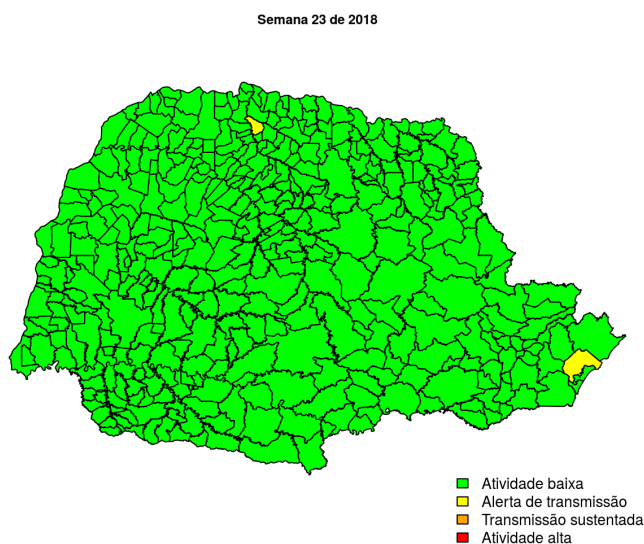 Semana 23 de 2018
Atividade baixa
Alerta de transmissão
Transmissão sustentada
Atividade alta